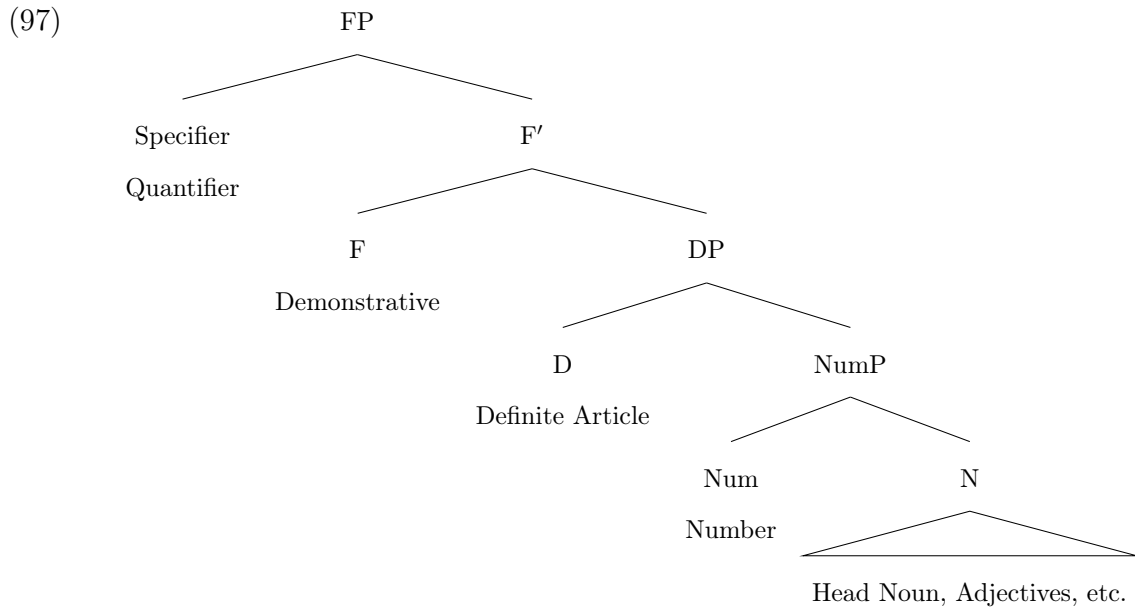 (97) FP
Specifier F′
Quantifier
F DP
Demonstrative
D NumP
Definite Article
Num N
Number
Head Noun, Adjectives, etc.